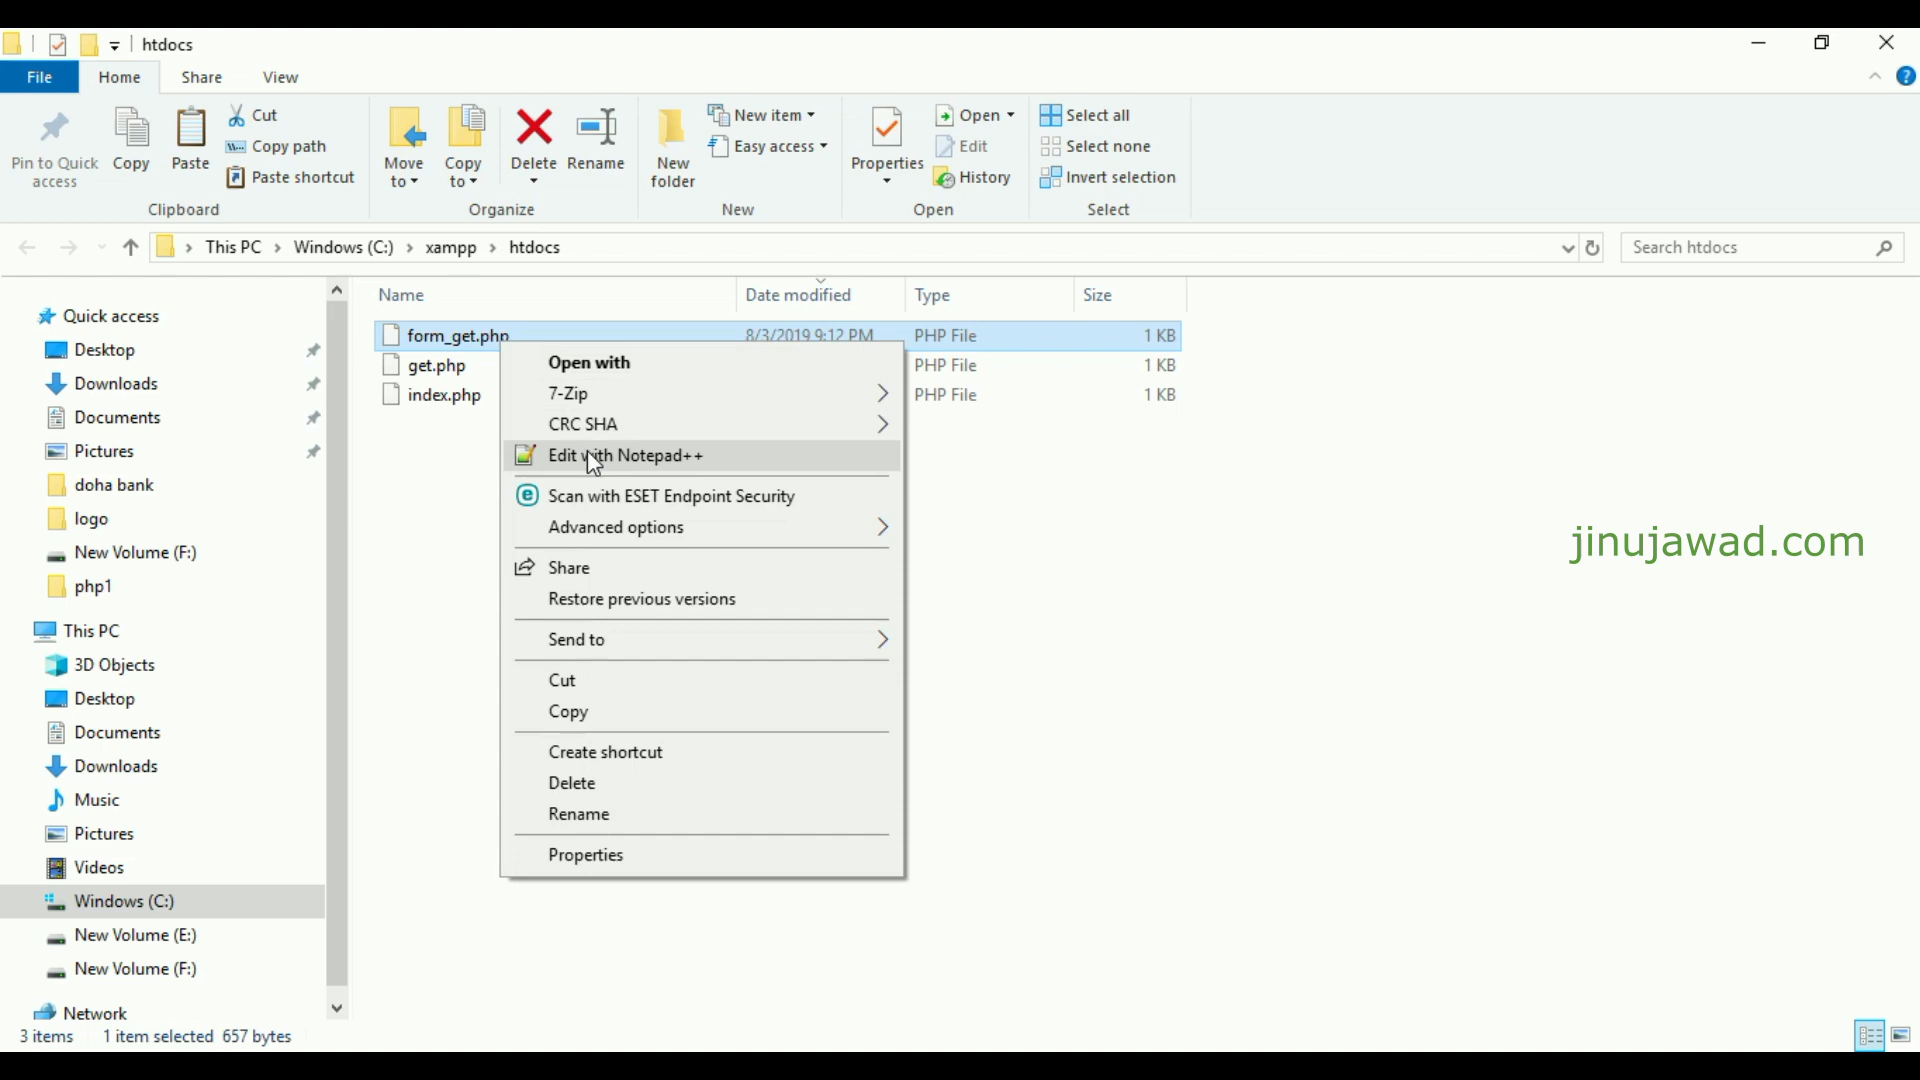 htdocs
File
Home
Share
View
Pin to Quick access
Copy
Paste
Cut
Copy path
Paste shortcut
Clipboard
Move to
Copy to
Delete
Rename
Organize
New folder
New item
Easy access
New
Properties
Open
Edit
History
Open
Select all
Select none
Invert selection
Select
This PC
Windows (C:)
xampp
htdocs
Search htdocs
Name
Date modified
Type
Size
form_get.php
8/3/2019 9:12 PM
PHP File
1 KB
get.php
PHP File
1 KB
index.php
PHP File
1 KB
Quick access
Desktop
Downloads
Documents
Pictures
doha bank
logo
New Volume (F:)
php1
This PC
3D Objects
Desktop
Documents
Downloads
Music
Pictures
Videos
Windows (C:)
New Volume (E:)
New Volume (F:)
Network
Open with
7-Zip
CRC SHA
Edit with Notepad++
Scan with ESET Endpoint Security
Advanced options
Share
Restore previous versions
Send to
Cut
Copy
Create shortcut
Delete
Rename
Properties
jinujawad.com
3 items
1 item selected 657 bytes